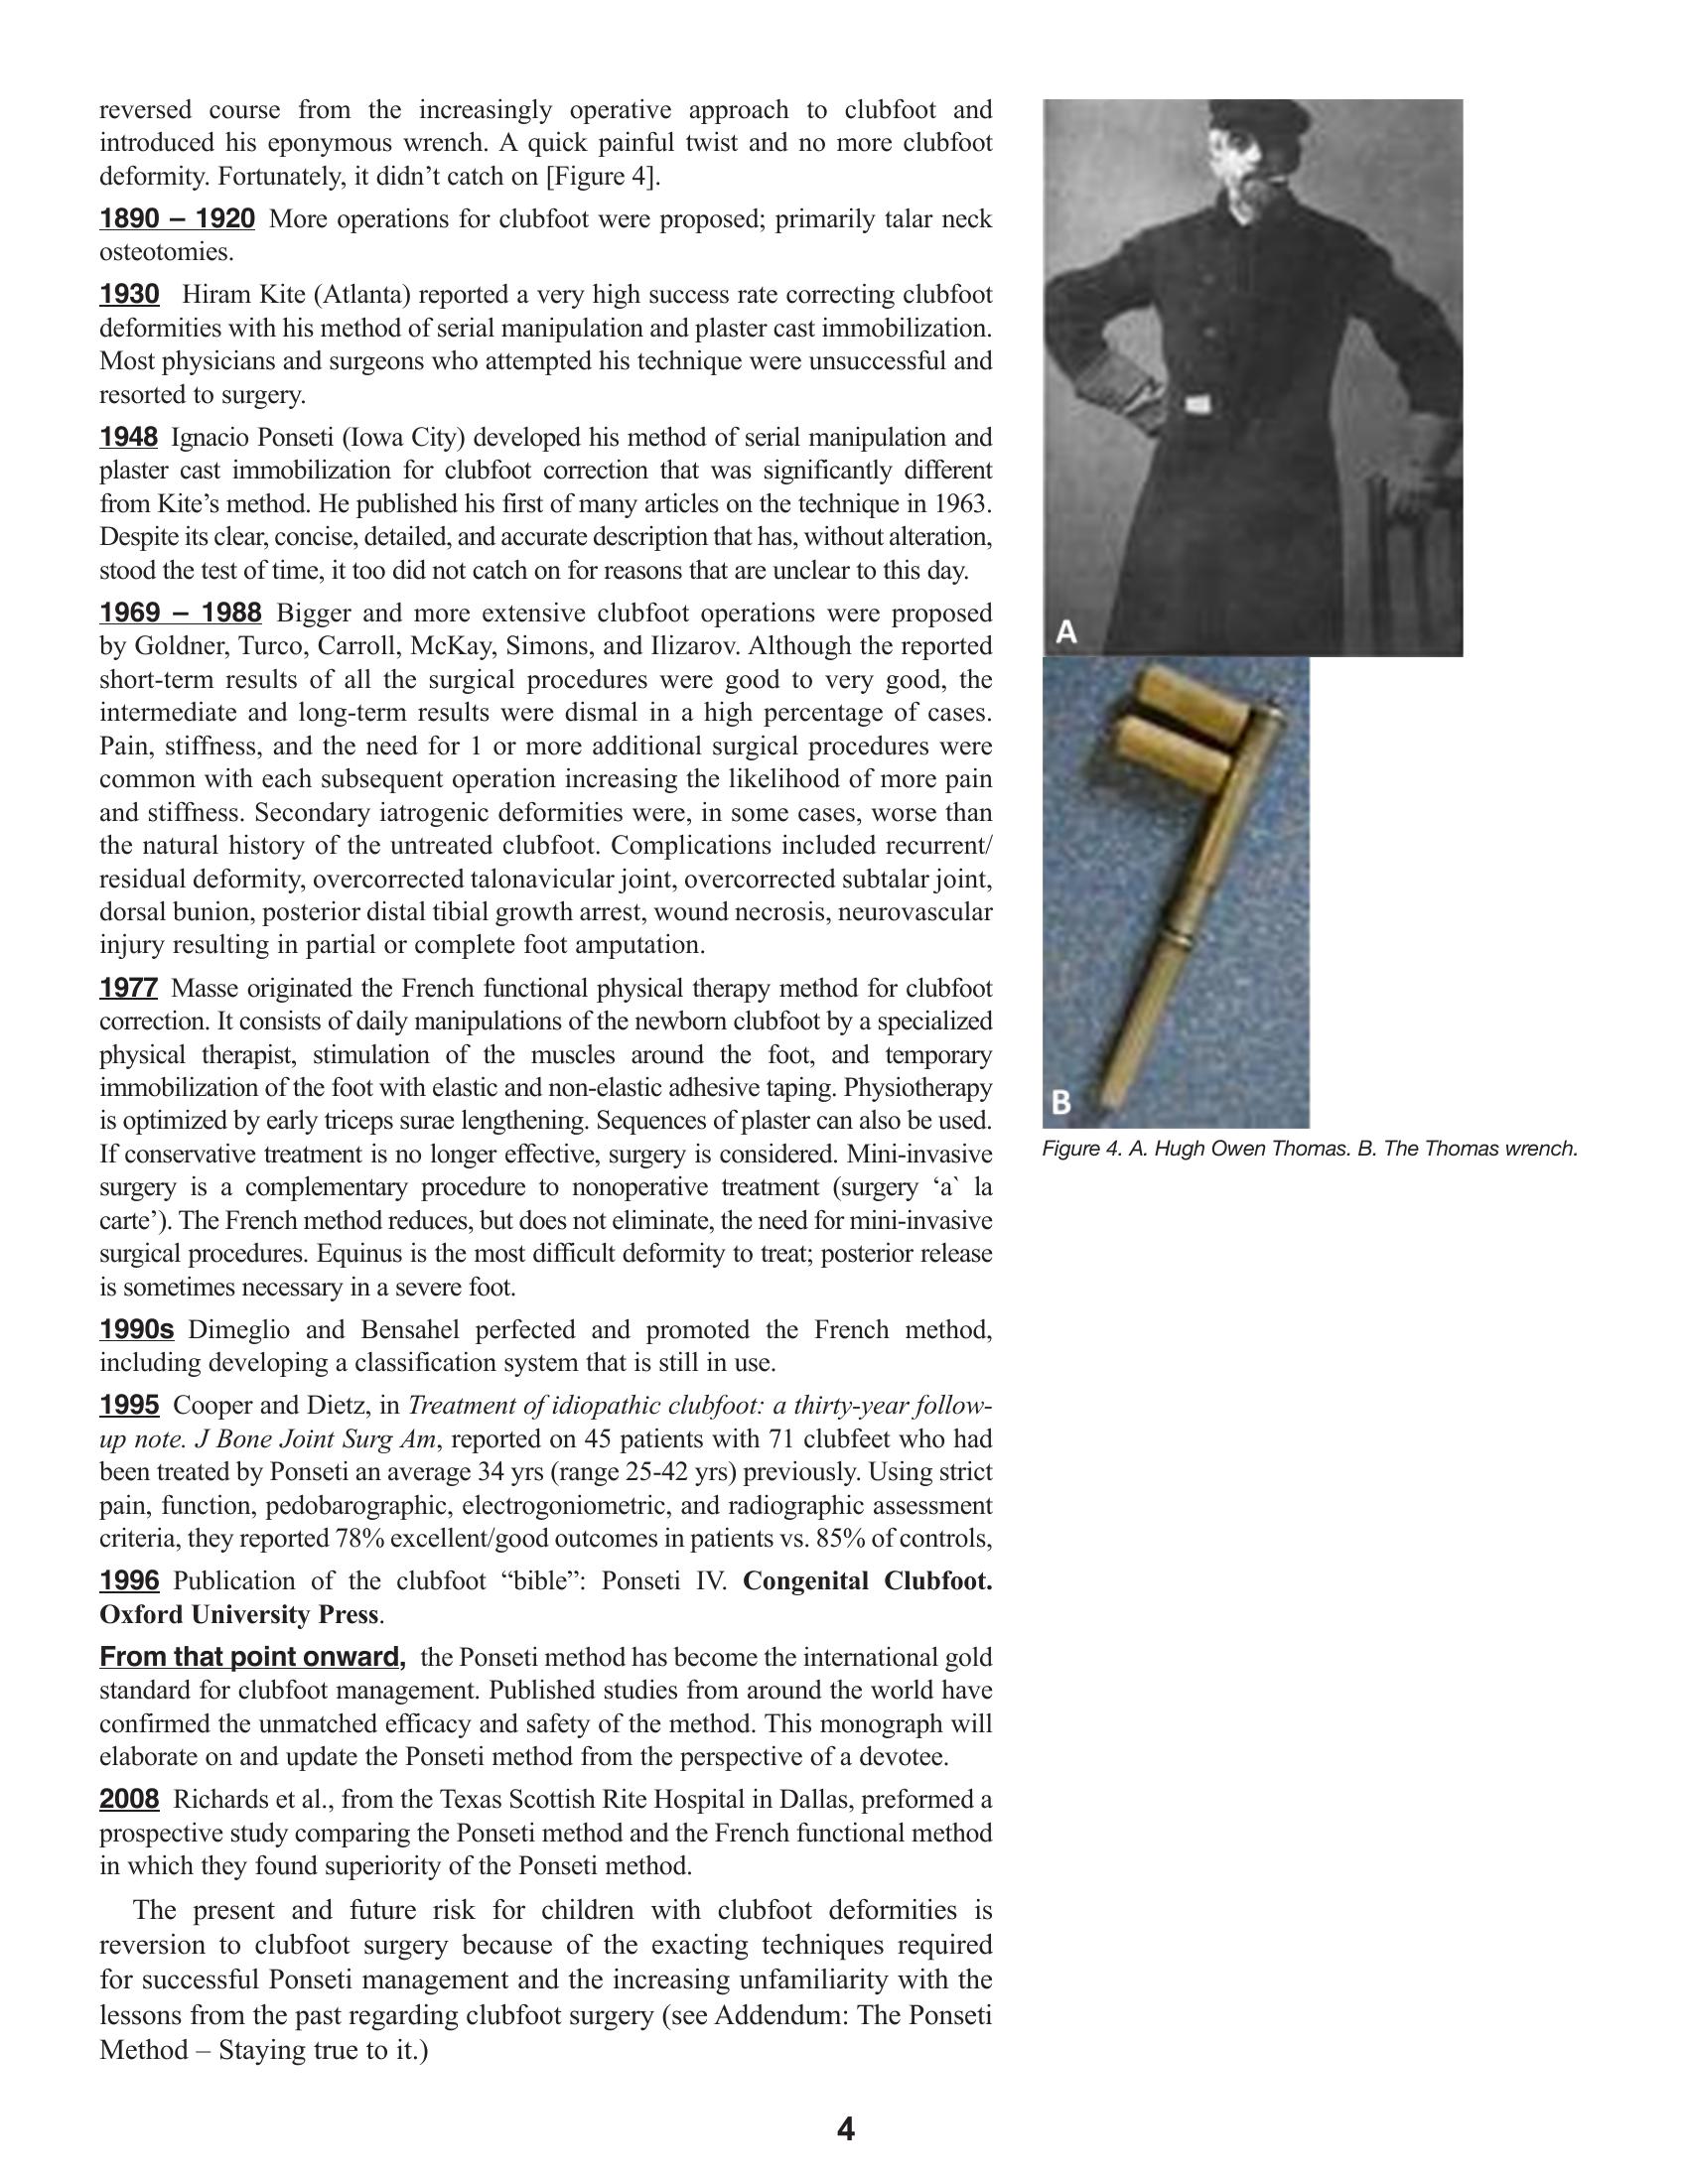 reversed course from the increasingly operative approach to clubfoot and
introduced his eponymous wrench. A quick painful twist and no more clubfoot
deformity. Fortunately, it didn’t catch on [Figure 4].
1890 – 1920 More operations for clubfoot were proposed; primarily talar neck
osteotomies.
1930 Hiram Kite (Atlanta) reported a very high success rate correcting clubfoot
deformities with his method of serial manipulation and plaster cast immobilization.
Most physicians and surgeons who attempted his technique were unsuccessful and
resorted to surgery.
1948 Ignacio Ponseti (Iowa City) developed his method of serial manipulation and
plaster cast immobilization for clubfoot correction that was significantly different
from Kite’s method. He published his first of many articles on the technique in 1963.
Despite its clear, concise, detailed, and accurate description that has, without alteration,
stood the test of time, it too did not catch on for reasons that are unclear to this day.
1969 – 1988 Bigger and more extensive clubfoot operations were proposed
by Goldner, Turco, Carroll, McKay, Simons, and Ilizarov. Although the reported
short-term results of all the surgical procedures were good to very good, the
intermediate and long-term results were dismal in a high percentage of cases.
Pain, stiffness, and the need for 1 or more additional surgical procedures were
common with each subsequent operation increasing the likelihood of more pain
and stiffness. Secondary iatrogenic deformities were, in some cases, worse than
the natural history of the untreated clubfoot. Complications included recurrent/
residual deformity, overcorrected talonavicular joint, overcorrected subtalar joint,
dorsal bunion, posterior distal tibial growth arrest, wound necrosis, neurovascular
injury resulting in partial or complete foot amputation.
1977 Masse originated the French functional physical therapy method for clubfoot
correction. It consists of daily manipulations of the newborn clubfoot by a specialized
physical therapist, stimulation of the muscles around the foot, and temporary
immobilization of the foot with elastic and non-elastic adhesive taping. Physiotherapy
is optimized by early triceps surae lengthening. Sequences of plaster can also be used.
If conservative treatment is no longer effective, surgery is considered. Mini-invasive
surgery is a complementary procedure to nonoperative treatment (surgery ‘a` la
carte’). The French method reduces, but does not eliminate, the need for mini-invasive
surgical procedures. Equinus is the most difficult deformity to treat; posterior release
is sometimes necessary in a severe foot.
1990s Dimeglio and Bensahel perfected and promoted the French method,
including developing a classification system that is still in use.
1995 Cooper and Dietz, in Treatment of idiopathic clubfoot: a thirty-year follow-
up note. J Bone Joint Surg Am, reported on 45 patients with 71 clubfeet who had
been treated by Ponseti an average 34 yrs (range 25-42 yrs) previously. Using strict
pain, function, pedobarographic, electrogoniometric, and radiographic assessment
criteria, they reported 78% excellent/good outcomes in patients vs. 85% of controls,
1996 Publication of the clubfoot “bible”: Ponseti IV. Congenital Clubfoot.
Oxford University Press.
From that point onward, the Ponseti method has become the international gold
standard for clubfoot management. Published studies from around the world have
confirmed the unmatched efficacy and safety of the method. This monograph will
elaborate on and update the Ponseti method from the perspective of a devotee.
2008 Richards et al., from the Texas Scottish Rite Hospital in Dallas, preformed a
prospective study comparing the Ponseti method and the French functional method
in which they found superiority of the Ponseti method.
The present and future risk for children with clubfoot deformities is
reversion to clubfoot surgery because of the exacting techniques required
for successful Ponseti management and the increasing unfamiliarity with the
lessons from the past regarding clubfoot surgery (see Addendum: The Ponseti
Method – Staying true to it.)
A
B
Figure 4. A. Hugh Owen Thomas. B. The Thomas wrench.
4